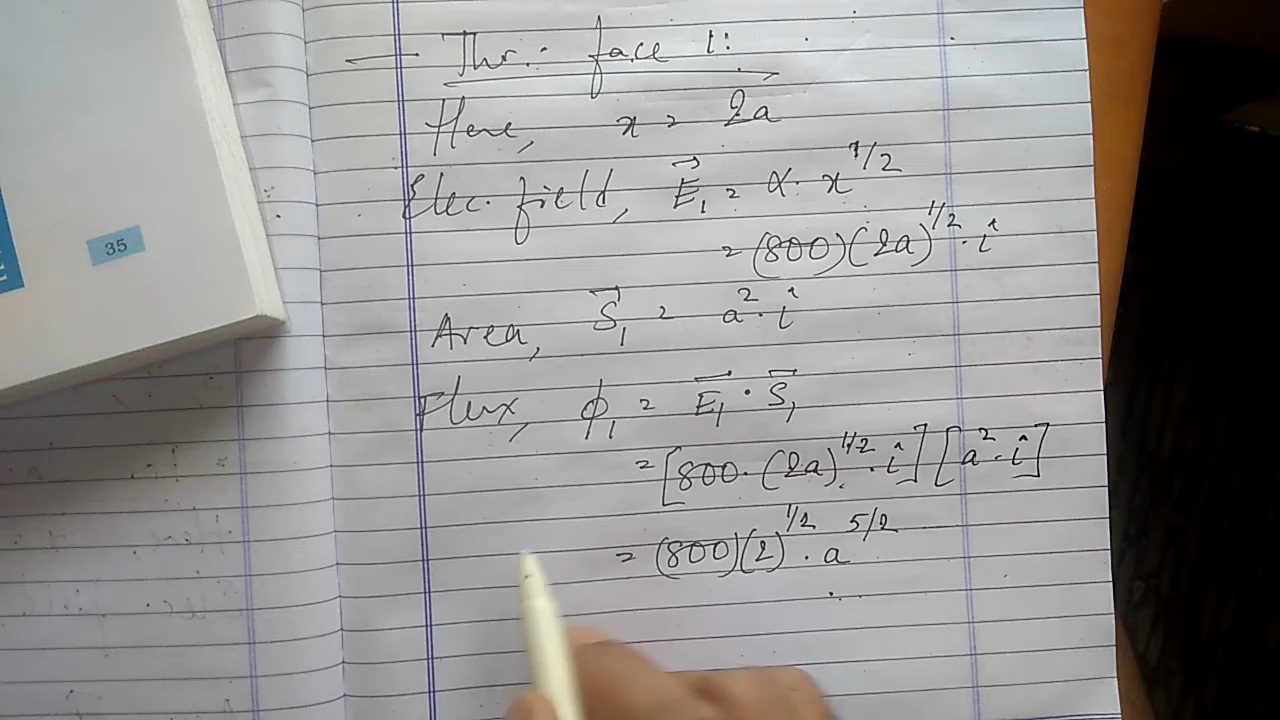 Thr. face 1:
Here, x = 2a
Elec. field, E⃗₁ = α · x^1/2
= (800)(2a)^1/2 · î
Area, S⃗₁ = a² · î
Flux, ϕ₁ = E⃗₁ · S⃗₁
= [800 · (2a)^1/2 · î] [a² · î]
= (800)(2)^1/2 · a^5/2
35